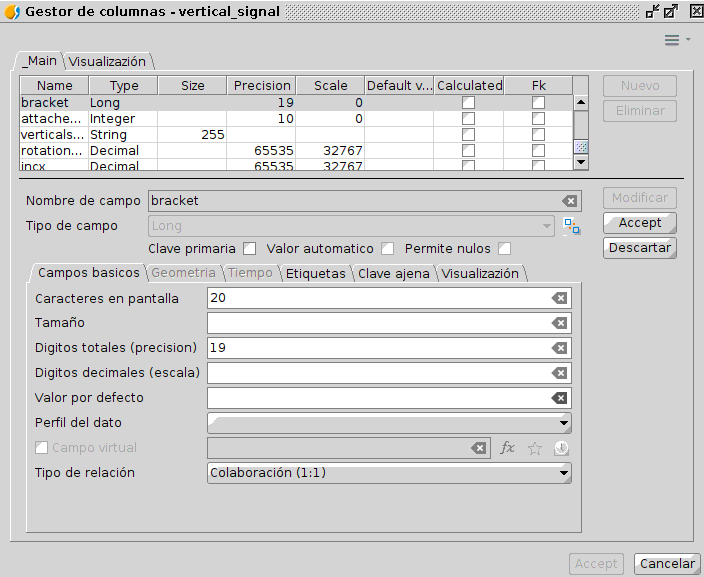 Gestor de columnas - vertical_signal
_Main Visualización
Name Type Size Precision Scale Default v... Calculated Fk
bracket Long 19 0
attache... Integer 10 0
verticals... String 255
rotation... Decimal 65535 32767
incx Decimal 65535 32767
Nuevo
Eliminar
Nombre de campo bracket
Tipo de campo Long
Clave primaria Valor automatico Permite nulos
Modificar
Accept
Descartar
Campos basicos Geometria Tiempo Etiquetas Clave ajena Visualización
Caracteres en pantalla 20
Tamaño
Digitos totales (precision) 19
Digitos decimales (escala)
Valor por defecto
Perfil del dato
Campo virtual fx
Tipo de relación Colaboración (1:1)
Accept Cancelar